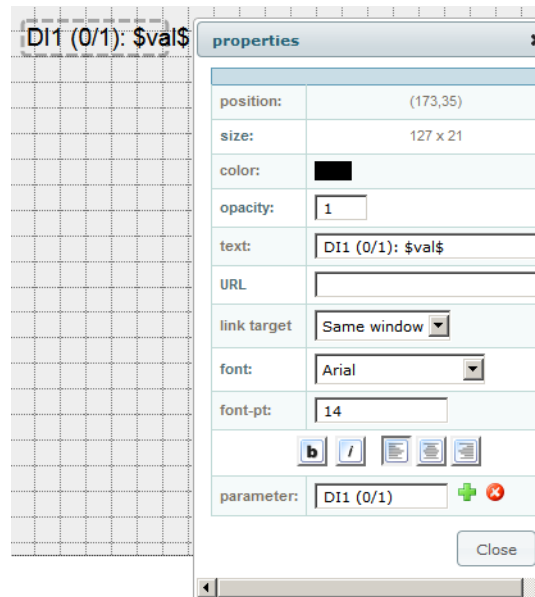 DI1 (0/1): $val$
properties
position: (173,35)
size: 127 x 21
color:
opacity: 1
text: DI1 (0/1): $val$
URL
link target Same window
font: Arial
font-pt: 14
b i
parameter: DI1 (0/1)
Close